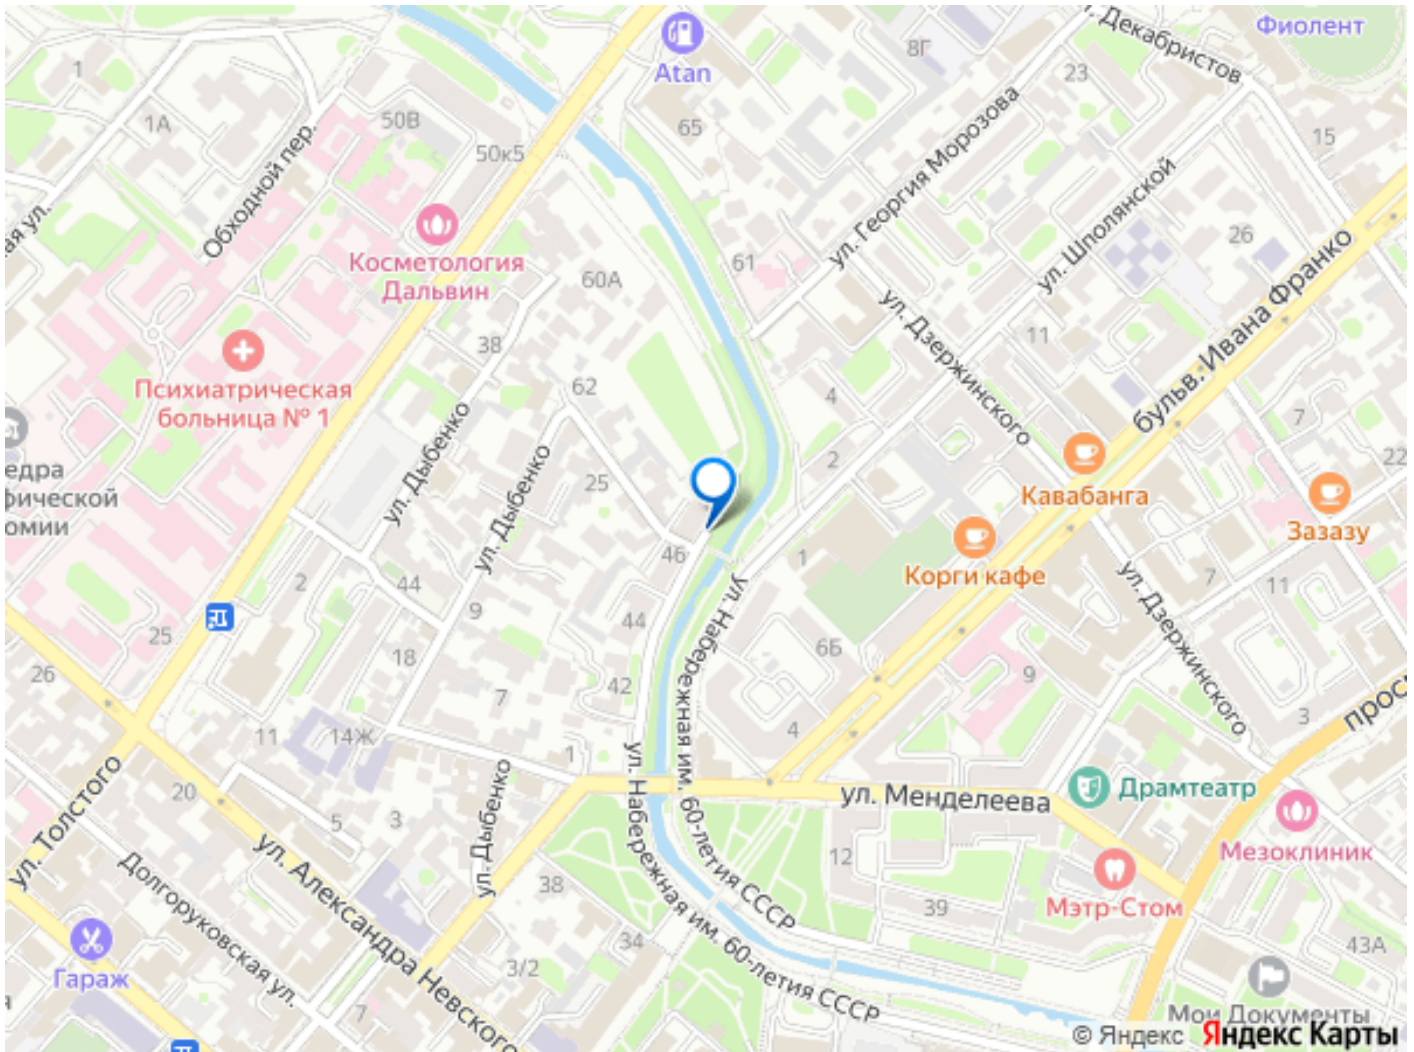 Фиолент
ул. Декабристов
8Г
23
Atan
1
1А
50В
65
15
50к5
Обходной пер.
ул. Георгия Морозова
ул. Шполянской
26
Косметология
Дальвин
60А
61
ул. Дзержинского
11
бульв. Ивана Франко
38
Психиатрическая
больница № 1
62
4
7
ул. Дыбенко
ул. Дыбенко
2
22
едра
фической
омии
25
Кавабанга
Зазазу
46
1
Корги кафе
2
44
9
44
ул. Дзержинского
7
11
25
18
6Б
9
26
42
7
ул. Набережная им. 60-летия СССР
4
3
прос
11
14Ж
1
ул. Толстого
20
ул. Дыбенко
ул. Менделеева
Драмтеатр
5
3
ул. Набережная им. 60-летия СССР
Мезоклиник
12
ул. Александра Невского
38
Мэтр-Стом
39
Долгоруковская ул.
34
43А
Гараж
3/2
7
Мои Документы
© Яндекс Яндекс Карты